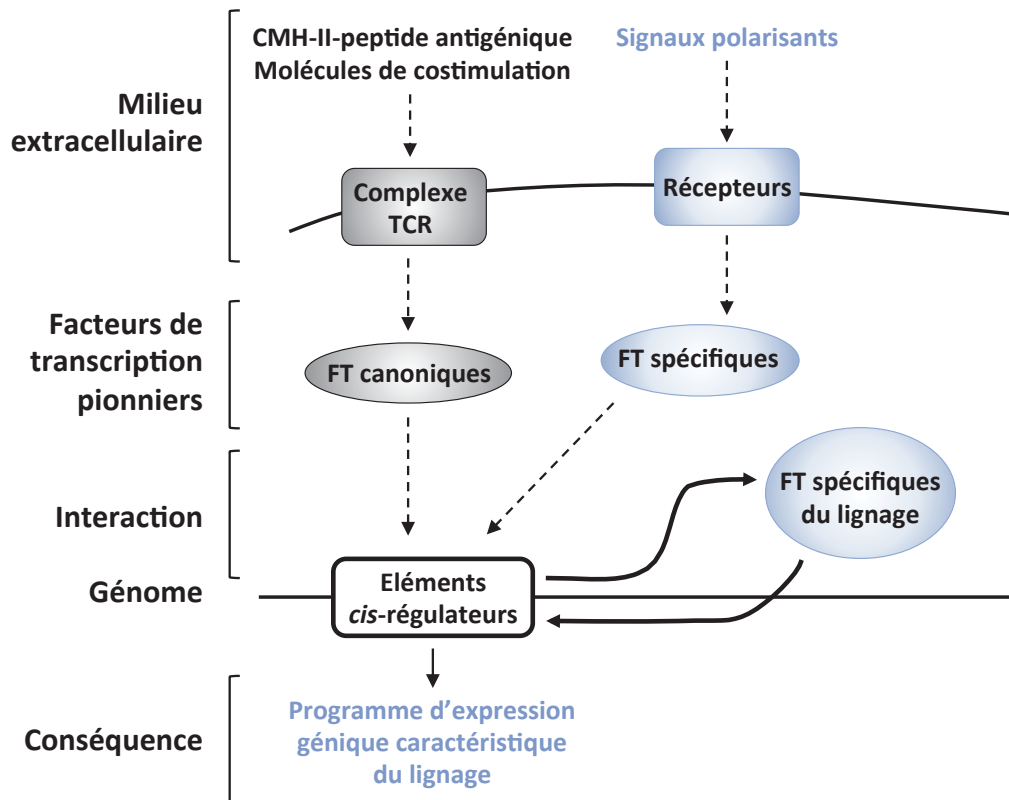 CMH-II-peptide antigénique
Molécules de costimulation
Signaux polarisants
Milieu
extracellulaire
Complexe
TCR
Récepteurs
Facteurs de
transcription
pionniers
FT canoniques
FT spécifiques
Interaction
FT spécifiques
du lignage
Génome
Eléments
cis-régulateurs
Conséquence
Programme d’expression
génique caractéristique
du lignage